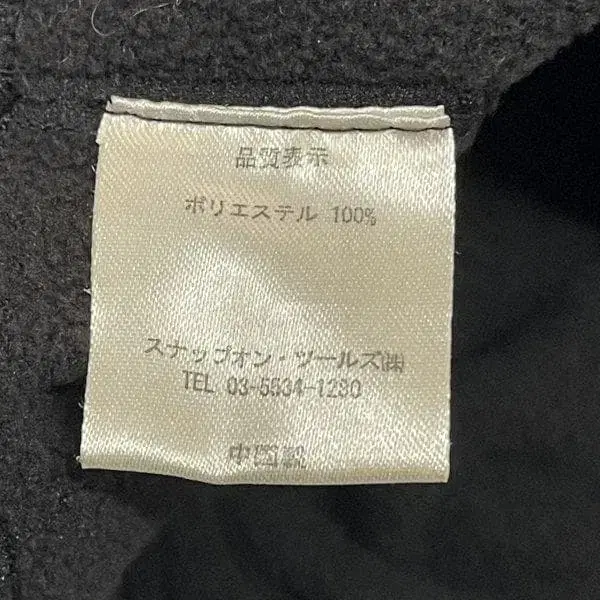 品質表示
ポリエステル 100%
スナップオン・ツールズ㈱
TEL 03-5534-1280
中国製